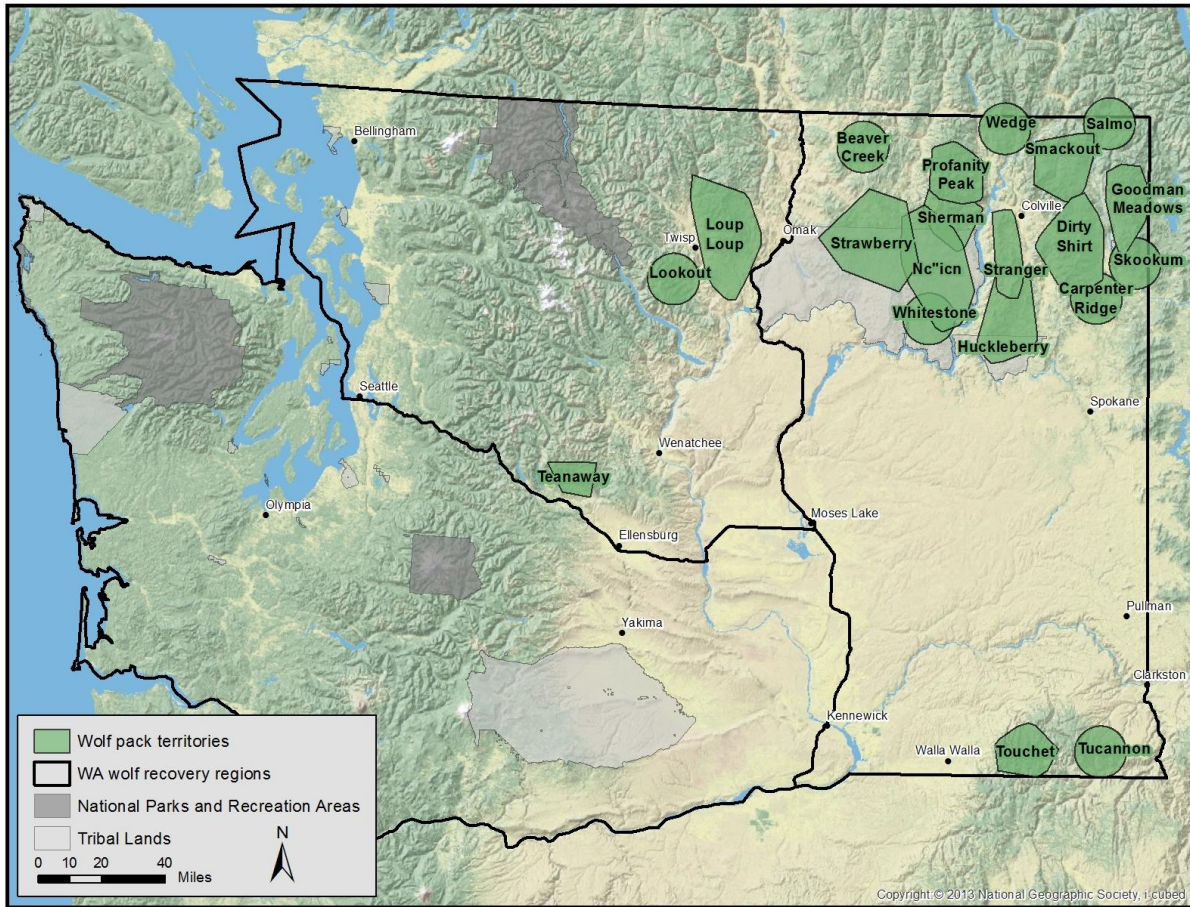 Bellingham
Beaver
Creek
Wedge
Salmo
Smackout
Profanity
Peak
Goodman
Meadows
Colville
Sherman
Loup
Loup
Twisp
Omak
Strawberry
Dirty
Shirt
Lookout
Nc"icn
Stranger
Skookum
Carpenter
Ridge
Whitestone
Huckleberry
Seattle
Spokane
Wenatchee
Teanaway
Olympia
Moses Lake
Ellensburg
Pullman
Yakima
Clarkston
Kennewick
Walla Walla
Touchet
Tucannon
Wolf pack territories
WA wolf recovery regions
National Parks and Recreation Areas
Tribal Lands
N
0 10 20 40
Miles
Copyright:© 2013 National Geographic Society, i-cubed